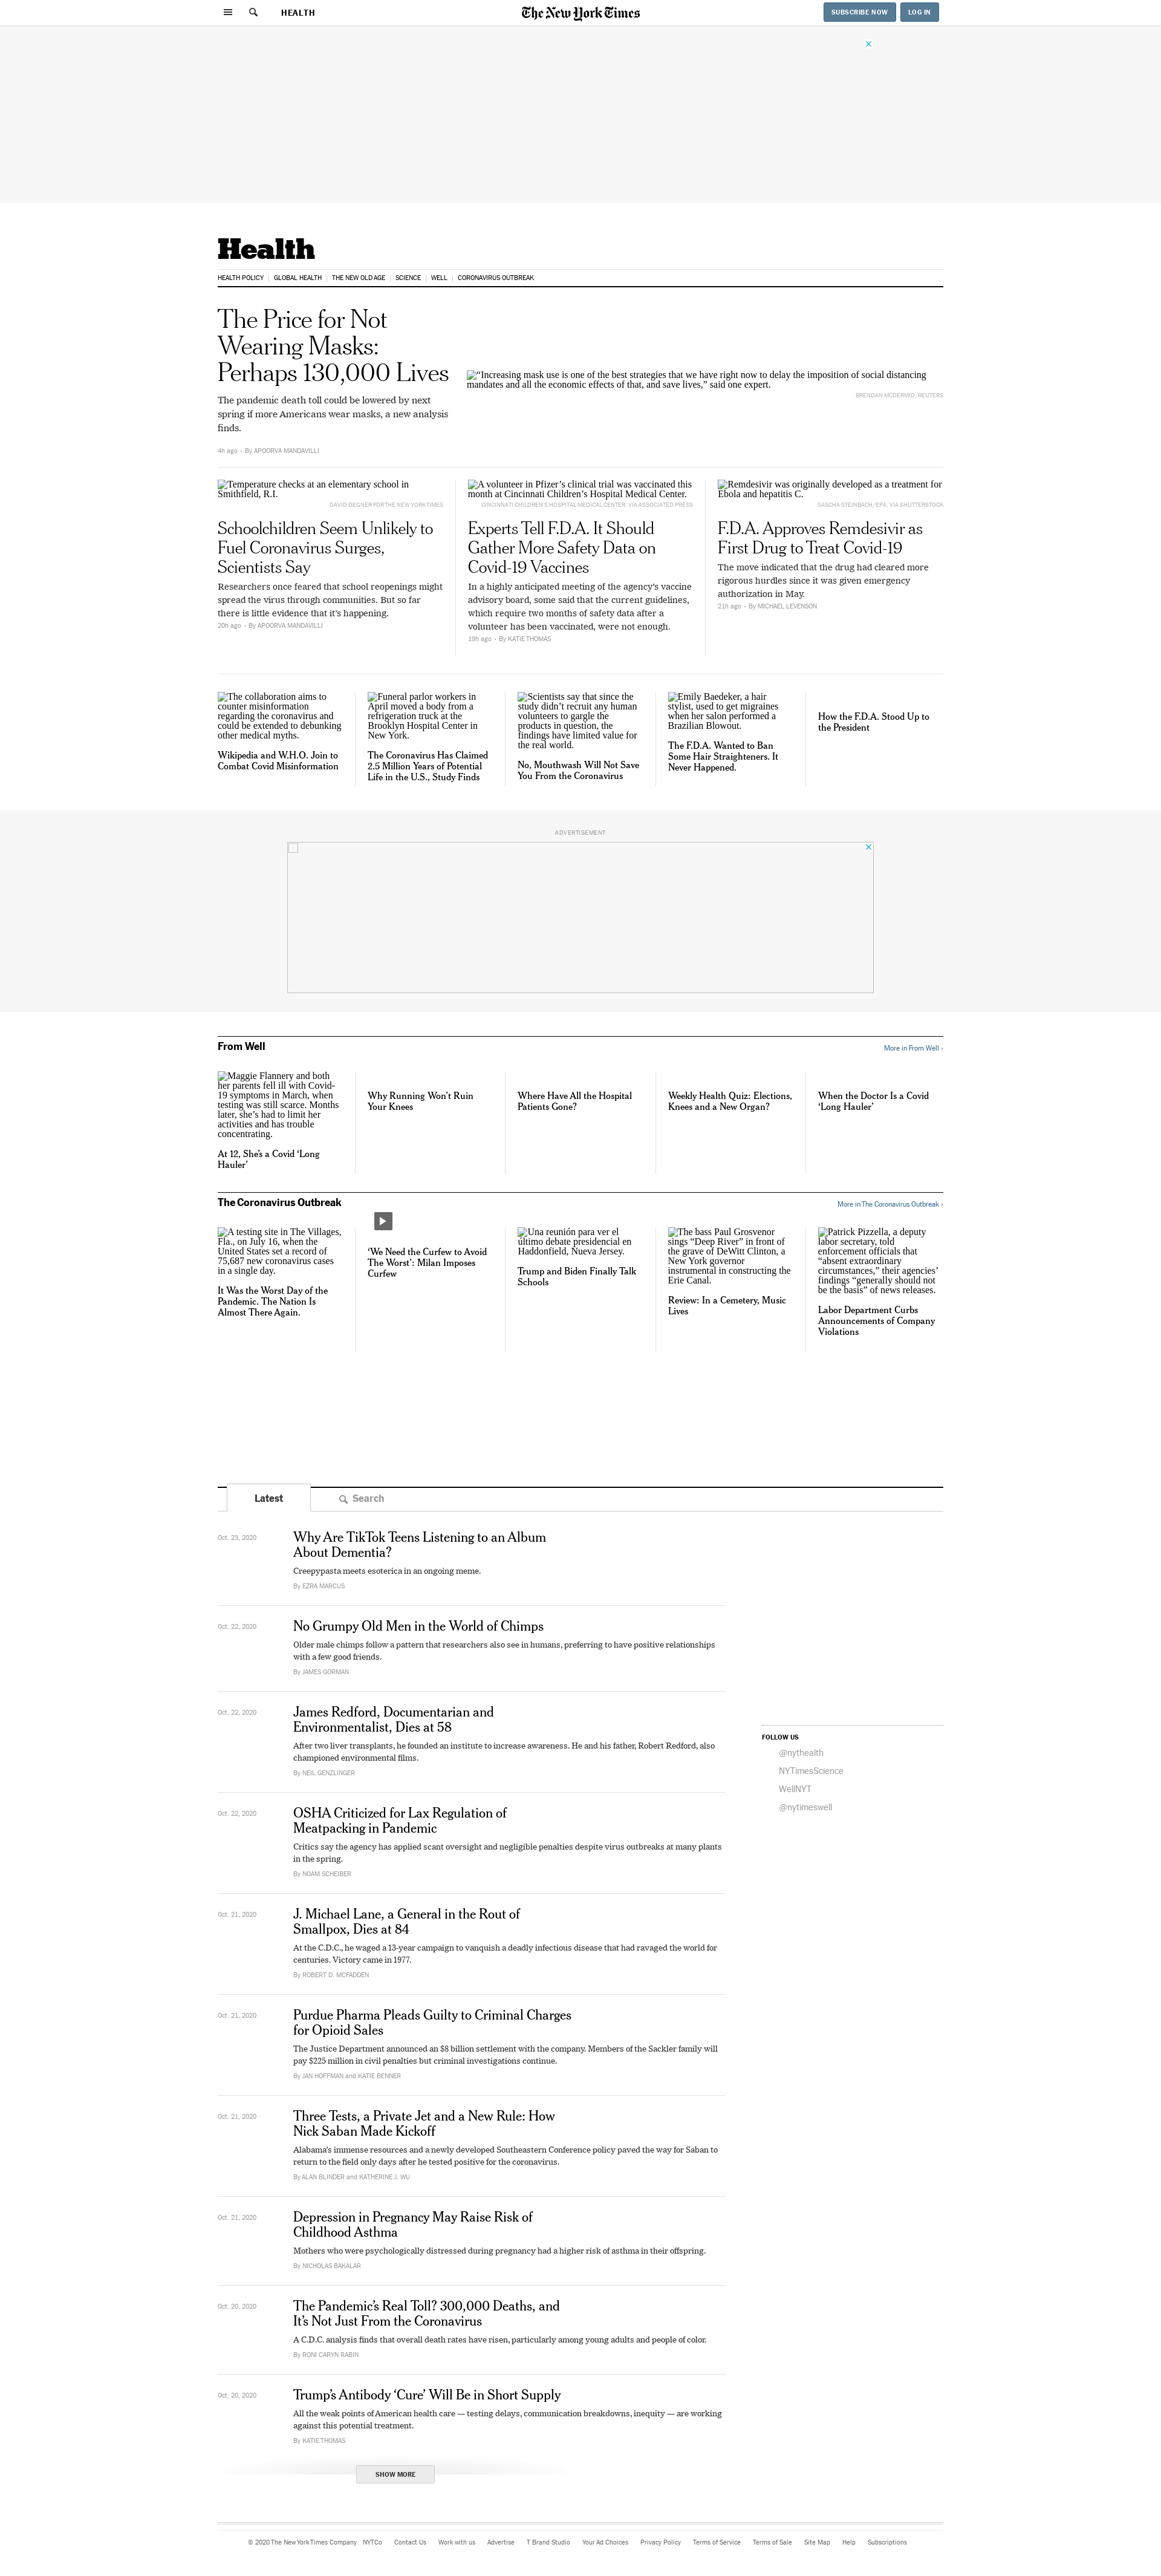 HEALTH
The New York Times
SUBSCRIBE NOW
LOG IN
Health
HEALTH POLICY
GLOBAL HEALTH
THE NEW OLD AGE
SCIENCE
WELL
CORONAVIRUS OUTBREAK
The Price for Not
Wearing Masks:
Perhaps 130,000 Lives
The pandemic death toll could be lowered by next
spring if more Americans wear masks, a new analysis
finds.
4h ago • By APOORVA MANDAVILLI
“Increasing mask use is one of the best strategies that we have right now to delay the imposition of social distancing
mandates and all the economic effects of that, and save lives,” said one expert.
BRENDAN MCDERMID/REUTERS
Temperature checks at an elementary school in
Smithfield, R.I.
DAVID DEGNER FOR THE NEW YORK TIMES
Schoolchildren Seem Unlikely to
Fuel Coronavirus Surges,
Scientists Say
Researchers once feared that school reopenings might
spread the virus through communities. But so far
there is little evidence that it’s happening.
20h ago • By APOORVA MANDAVILLI
A volunteer in Pfizer’s clinical trial was vaccinated this
month at Cincinnati Children’s Hospital Medical Center.
CINCINNATI CHILDREN'S HOSPITAL MEDICAL CENTER, VIA ASSOCIATED PRESS
Experts Tell F.D.A. It Should
Gather More Safety Data on
Covid-19 Vaccines
In a highly anticipated meeting of the agency’s vaccine
advisory board, some said that the current guidelines,
which require two months of safety data after a
volunteer has been vaccinated, were not enough.
19h ago • By KATIE THOMAS
Remdesivir was originally developed as a treatment for
Ebola and hepatitis C.
SASCHA STEINBACH/EPA, VIA SHUTTERSTOCK
F.D.A. Approves Remdesivir as
First Drug to Treat Covid-19
The move indicated that the drug had cleared more
rigorous hurdles since it was given emergency
authorization in May.
21h ago • By MICHAEL LEVENSON
The collaboration aims to
counter misinformation
regarding the coronavirus and
could be extended to debunking
other medical myths.
Wikipedia and W.H.O. Join to
Combat Covid Misinformation
Funeral parlor workers in
April moved a body from a
refrigeration truck at the
Brooklyn Hospital Center in
New York.
The Coronavirus Has Claimed
2.5 Million Years of Potential
Life in the U.S., Study Finds
Scientists say that since the
study didn’t recruit any human
volunteers to gargle the
products in question, the
findings have limited value for
the real world.
No, Mouthwash Will Not Save
You From the Coronavirus
Emily Baedeker, a hair
stylist, used to get migraines
when her salon performed a
Brazilian Blowout.
The F.D.A. Wanted to Ban
Some Hair Straighteners. It
Never Happened.
How the F.D.A. Stood Up to
the President
ADVERTISEMENT
From Well
More in From Well ›
Maggie Flannery and both
her parents fell ill with Covid-
19 symptoms in March, when
testing was still scarce. Months
later, she’s had to limit her
activities and has trouble
concentrating.
At 12, She’s a Covid ‘Long
Hauler’
Why Running Won’t Ruin
Your Knees
Where Have All the Hospital
Patients Gone?
Weekly Health Quiz: Elections,
Knees and a New Organ?
When the Doctor Is a Covid
‘Long Hauler’
The Coronavirus Outbreak
More in The Coronavirus Outbreak ›
A testing site in The Villages,
Fla., on July 16, when the
United States set a record of
75,687 new coronavirus cases
in a single day.
It Was the Worst Day of the
Pandemic. The Nation Is
Almost There Again.
‘We Need the Curfew to Avoid
The Worst’: Milan Imposes
Curfew
Una reunión para ver el
último debate presidencial en
Haddonfield, Nueva Jersey.
Trump and Biden Finally Talk
Schools
The bass Paul Grosvenor
sings “Deep River” in front of
the grave of DeWitt Clinton, a
New York governor
instrumental in constructing the
Erie Canal.
Review: In a Cemetery, Music
Lives
Patrick Pizzella, a deputy
labor secretary, told
enforcement officials that
“absent extraordinary
circumstances,” their agencies’
findings “generally should not
be the basis” of news releases.
Labor Department Curbs
Announcements of Company
Violations
Latest
Search
Oct. 23, 2020
Why Are TikTok Teens Listening to an Album
About Dementia?
Creepypasta meets esoterica in an ongoing meme.
By EZRA MARCUS
Oct. 22, 2020
No Grumpy Old Men in the World of Chimps
Older male chimps follow a pattern that researchers also see in humans, preferring to have positive relationships
with a few good friends.
By JAMES GORMAN
Oct. 22, 2020
James Redford, Documentarian and
Environmentalist, Dies at 58
After two liver transplants, he founded an institute to increase awareness. He and his father, Robert Redford, also
championed environmental films.
By NEIL GENZLINGER
FOLLOW US
@nythealth
NYTimesScience
WellNYT
@nytimeswell
Oct. 22, 2020
OSHA Criticized for Lax Regulation of
Meatpacking in Pandemic
Critics say the agency has applied scant oversight and negligible penalties despite virus outbreaks at many plants
in the spring.
By NOAM SCHEIBER
Oct. 21, 2020
J. Michael Lane, a General in the Rout of
Smallpox, Dies at 84
At the C.D.C., he waged a 13-year campaign to vanquish a deadly infectious disease that had ravaged the world for
centuries. Victory came in 1977.
By ROBERT D. MCFADDEN
Oct. 21, 2020
Purdue Pharma Pleads Guilty to Criminal Charges
for Opioid Sales
The Justice Department announced an $8 billion settlement with the company. Members of the Sackler family will
pay $225 million in civil penalties but criminal investigations continue.
By JAN HOFFMAN and KATIE BENNER
Oct. 21, 2020
Three Tests, a Private Jet and a New Rule: How
Nick Saban Made Kickoff
Alabama’s immense resources and a newly developed Southeastern Conference policy paved the way for Saban to
return to the field only days after he tested positive for the coronavirus.
By ALAN BLINDER and KATHERINE J. WU
Oct. 21, 2020
Depression in Pregnancy May Raise Risk of
Childhood Asthma
Mothers who were psychologically distressed during pregnancy had a higher risk of asthma in their offspring.
By NICHOLAS BAKALAR
Oct. 20, 2020
The Pandemic’s Real Toll? 300,000 Deaths, and
It’s Not Just From the Coronavirus
A C.D.C. analysis finds that overall death rates have risen, particularly among young adults and people of color.
By RONI CARYN RABIN
Oct. 20, 2020
Trump’s Antibody ‘Cure’ Will Be in Short Supply
All the weak points of American health care — testing delays, communication breakdowns, inequity — are working
against this potential treatment.
By KATIE THOMAS
SHOW MORE
© 2020 The New York Times Company
NYTCo
Contact Us
Work with us
Advertise
T Brand Studio
Your Ad Choices
Privacy Policy
Terms of Service
Terms of Sale
Site Map
Help
Subscriptions